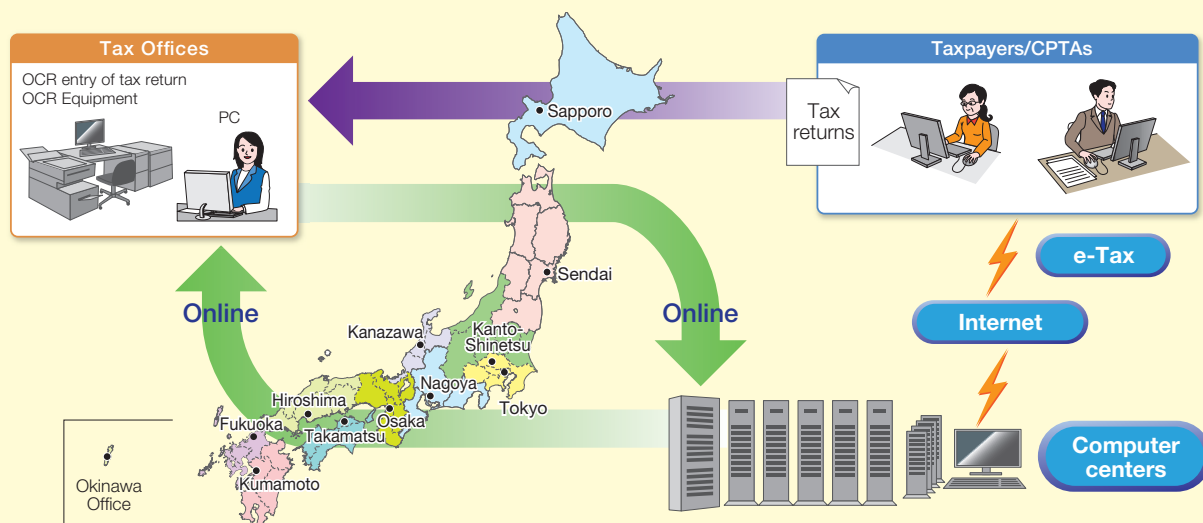 Tax Offices
OCR entry of tax return
OCR Equipment
PC
Taxpayers/CPTAs
Tax
returns
Sapporo
Sendai
e-Tax
Internet
Computer
centers
Online
Online
Kanazawa
Kanto-
Shinetsu
Nagoya
Tokyo
Hiroshima
Osaka
Fukuoka
Takamatsu
Kumamoto
Okinawa
Office